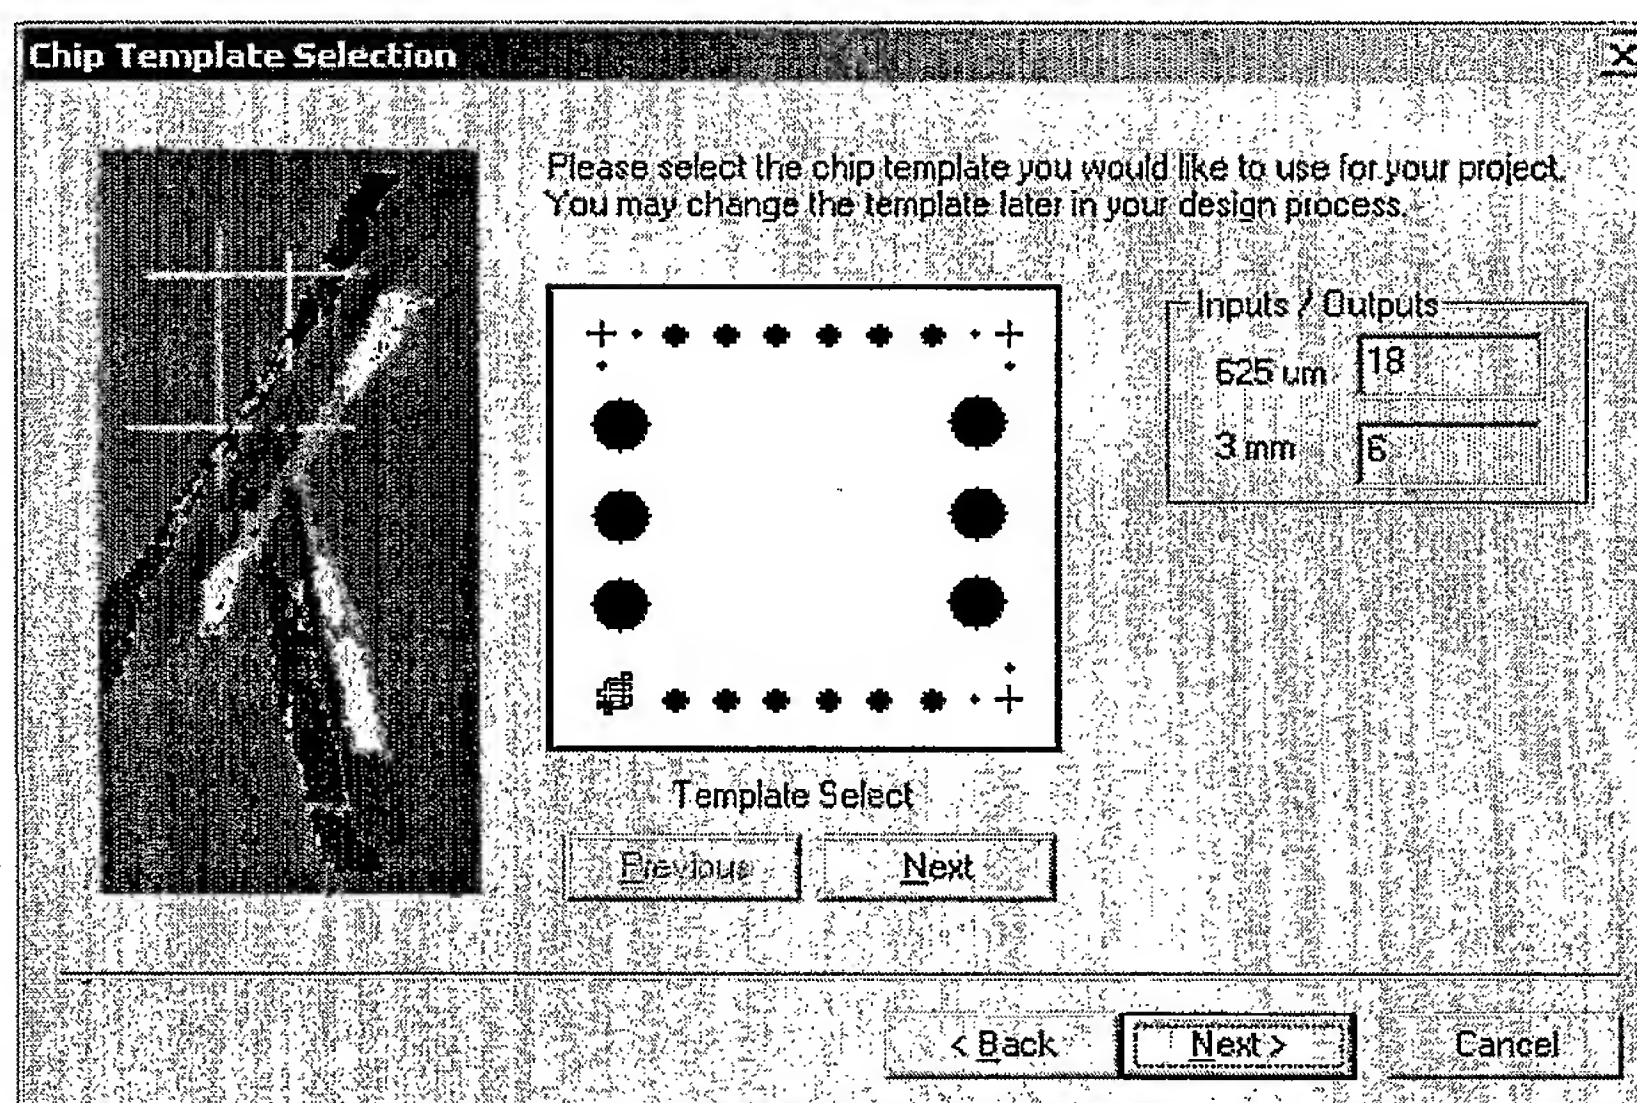 Chip Template Selection
Please select the chip template you would like to use for your project.
You may change the template later in your design process.
Inputs / Outputs
625 um 18
3 mm 6
Template Select
Previous Next
< Back Next > Cancel